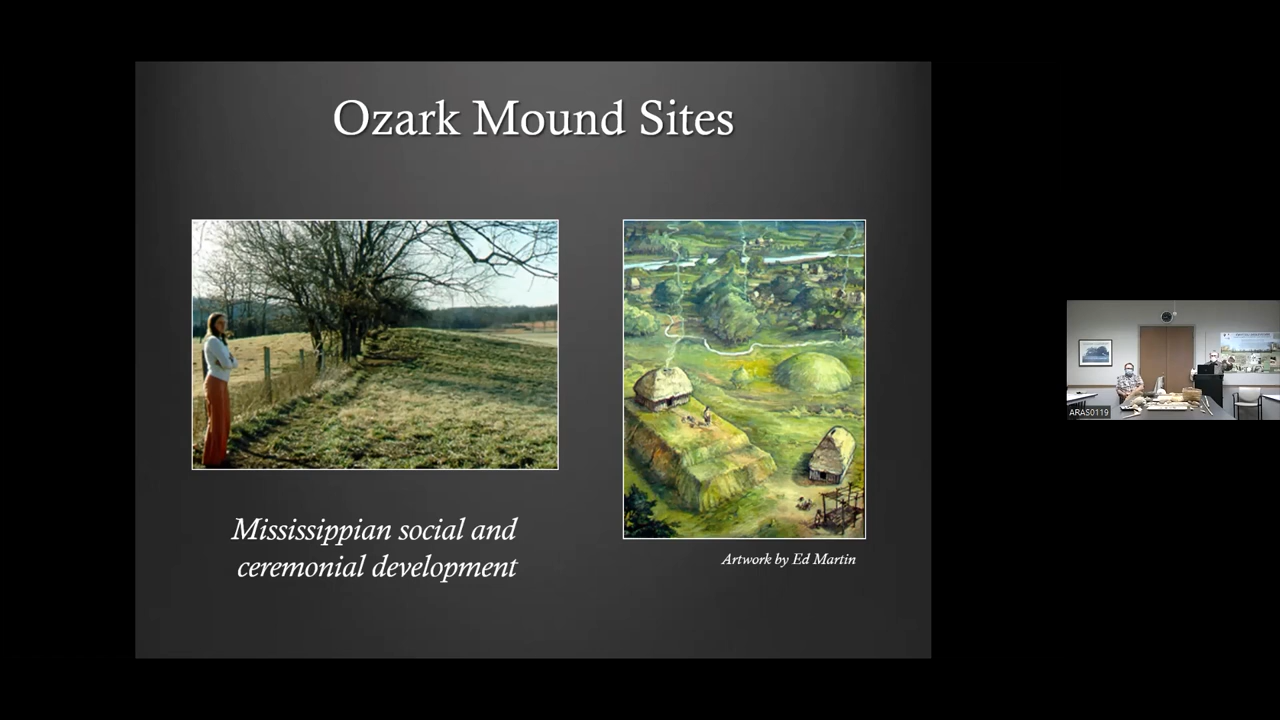 Ozark Mound Sites
Mississippian social and
ceremonial development
Artwork by Ed Martin
ARAS0119